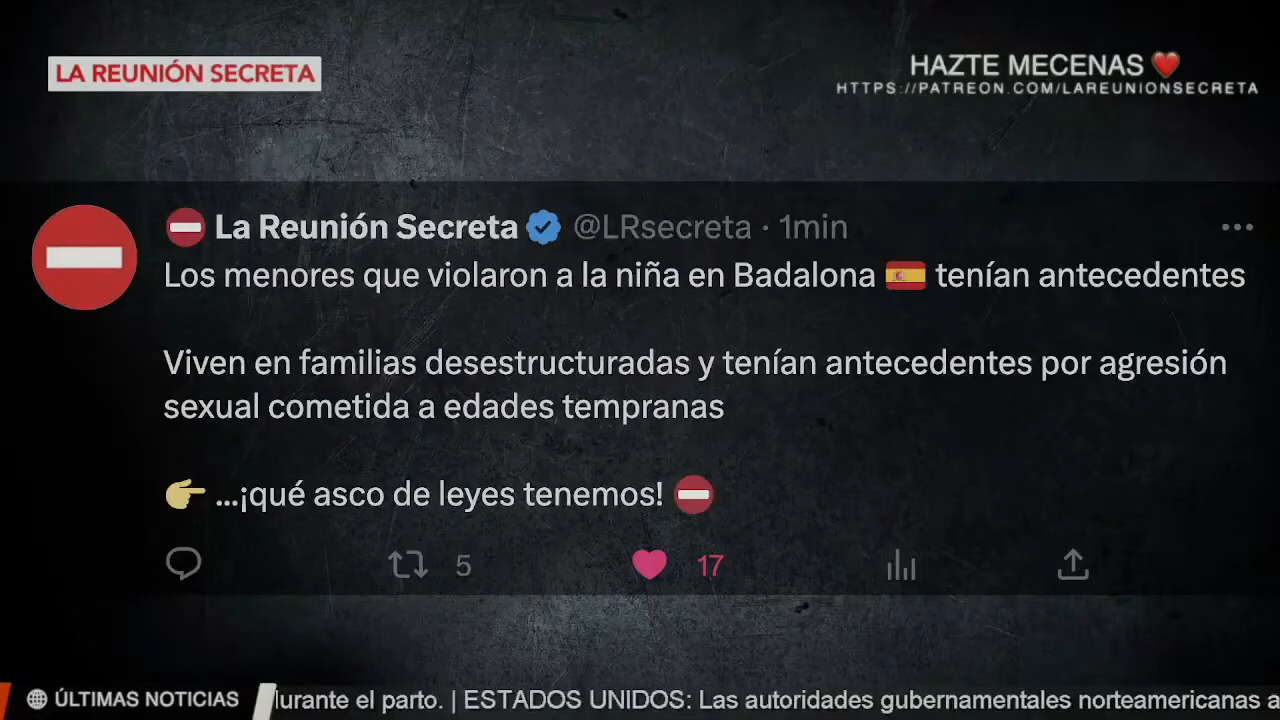 LA REUNIÓN SECRETA
HAZTE MECENAS ❤️
HTTPS://PATREON.COM/LAREUNIONSECRETA
⛔ La Reunión Secreta @LRsecreta · 1min
Los menores que violaron a la niña en Badalona 🇪🇸 tenían antecedentes
Viven en familias desestructuradas y tenían antecedentes por agresión
sexual cometida a edades tempranas
👉 ...¡qué asco de leyes tenemos! ⛔
5 17
ÚLTIMAS NOTICIAS
durante el parto. | ESTADOS UNIDOS: Las autoridades gubernamentales norteamericanas a